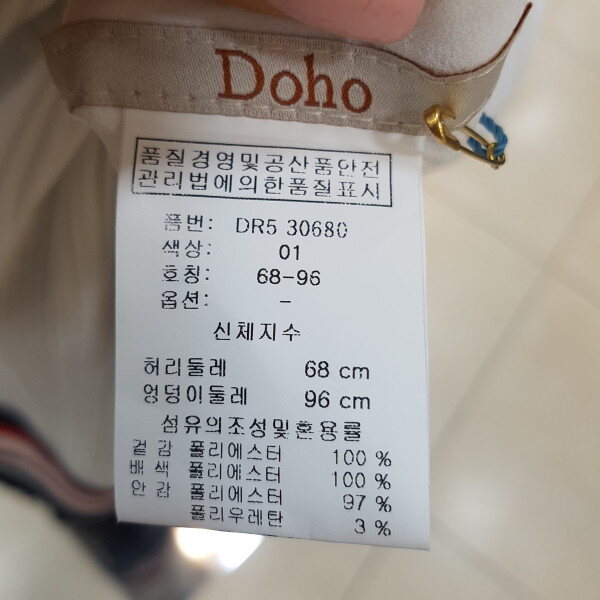 Doho
품질경영및공산품안전
관리법에의한품질표시
품번: DR5 30680
색상: 01
호칭: 68-96
옵션: -
신체지수
허리둘레 68 cm
엉덩이둘레 96 cm
섬유의조성및혼용률
겉감 폴리에스터 100 %
배색 폴리에스터 100 %
안감 폴리에스터 97 %
폴리우레탄 3 %